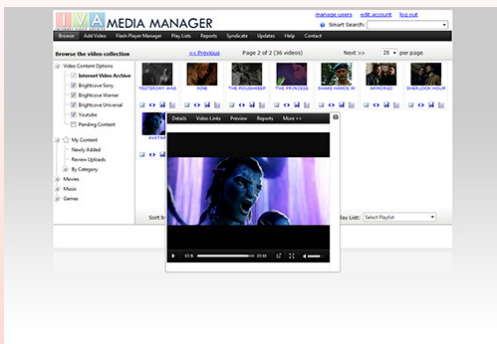 IVA MEDIA MANAGER
manage users edit account log out
Smart Search:
Browse Add Video Flash Player Manager Play Lists Reports Syndicate Updates Help Contact
Browse the video collection
<< Previous Page 2 of 2 (36 videos) Next >> 20 per page
Video Content Options
Internet Video Archive
Brightcove Sony
Brightcove Warner
Brightcove Universal
Youtube
Pending Content
My Content
Newly Added
Review Uploads
By Category
Movies
Music
Games
YESTERDAY WAS NINE THE POUGHKEEP THE PRINCESS SHAKE HANDS W ARMORED SHERLOCK HOLM
AVATAR
Details Video Links Preview Reports More >>
Sort b
lay List: Select Playlist